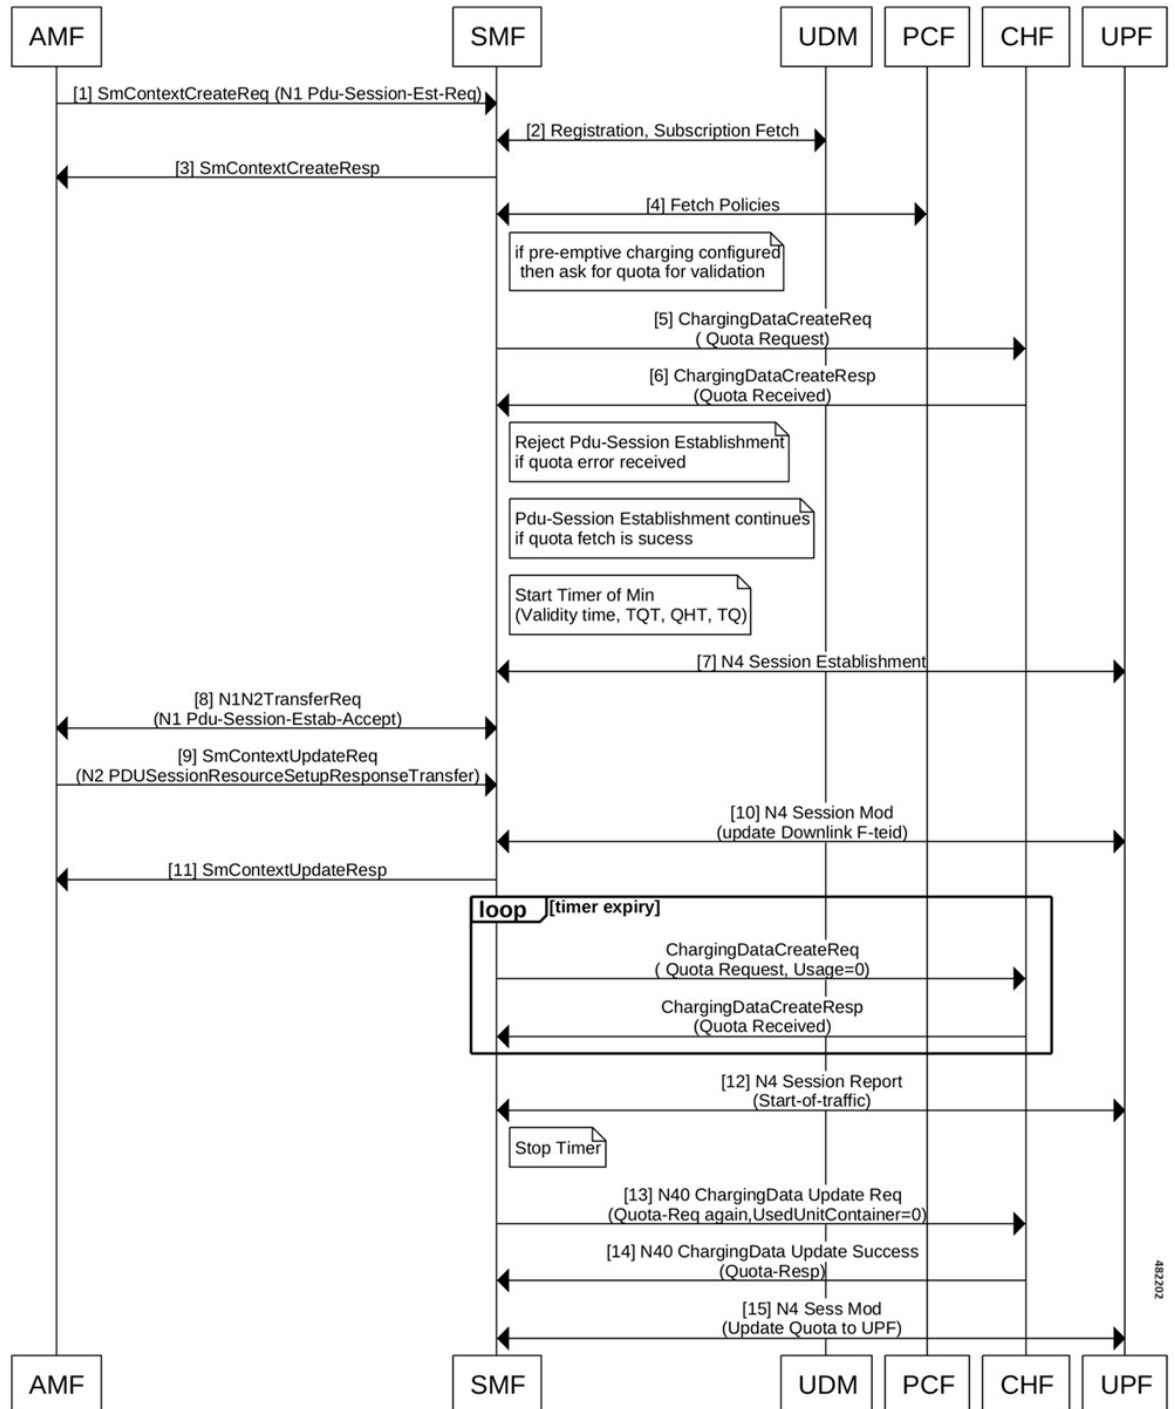 AMF
SMF
UDM
PCF
CHF
UPF
[1] SmContextCreateReq (N1 Pdu-Session-Est-Req)
[2] Registration, Subscription Fetch
[3] SmContextCreateResp
[4] Fetch Policies
if pre-emptive charging configured
then ask for quota for validation
[5] ChargingDataCreateReq
( Quota Request)
[6] ChargingDataCreateResp
(Quota Received)
Reject Pdu-Session Establishment
if quota error received
Pdu-Session Establishment continues
if quota fetch is sucess
Start Timer of Min
(Validity time, TQT, QHT, TQ)
[7] N4 Session Establishment
[8] N1N2TransferReq
(N1 Pdu-Session-Estab-Accept)
[9] SmContextUpdateReq
(N2 PDUSessionResourceSetupResponseTransfer)
[10] N4 Session Mod
(update Downlink F-teid)
[11] SmContextUpdateResp
loop [timer expiry]
ChargingDataCreateReq
( Quota Request, Usage=0)
ChargingDataCreateResp
(Quota Received)
[12] N4 Session Report
(Start-of-traffic)
Stop Timer
[13] N40 ChargingData Update Req
(Quota-Req again,UsedUnitContainer=0)
[14] N40 ChargingData Update Success
(Quota-Resp)
482202
[15] N4 Sess Mod
(Update Quota to UPF)
AMF
SMF
UDM
PCF
CHF
UPF